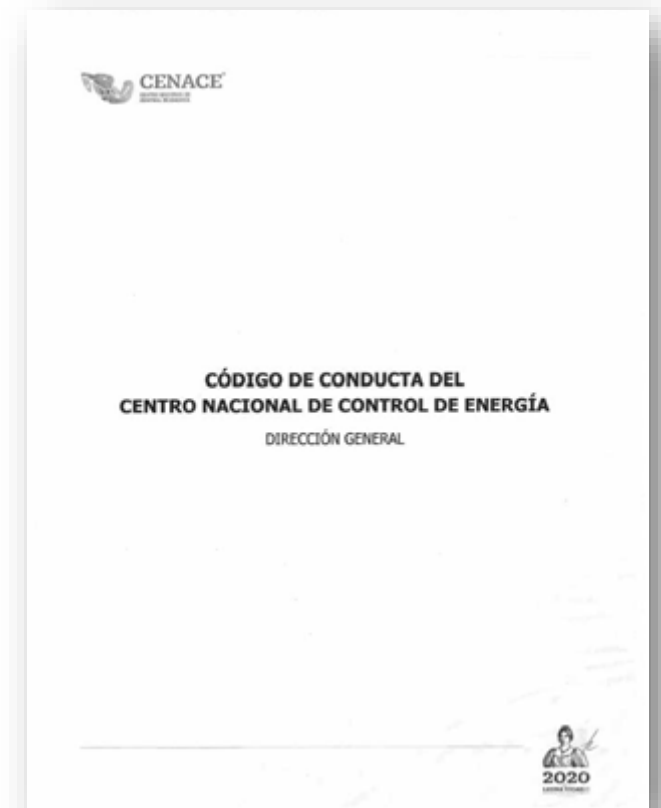 CENACE
CÓDIGO DE CONDUCTA DEL
CENTRO NACIONAL DE CONTROL DE ENERGÍA
DIRECCIÓN GENERAL
2020